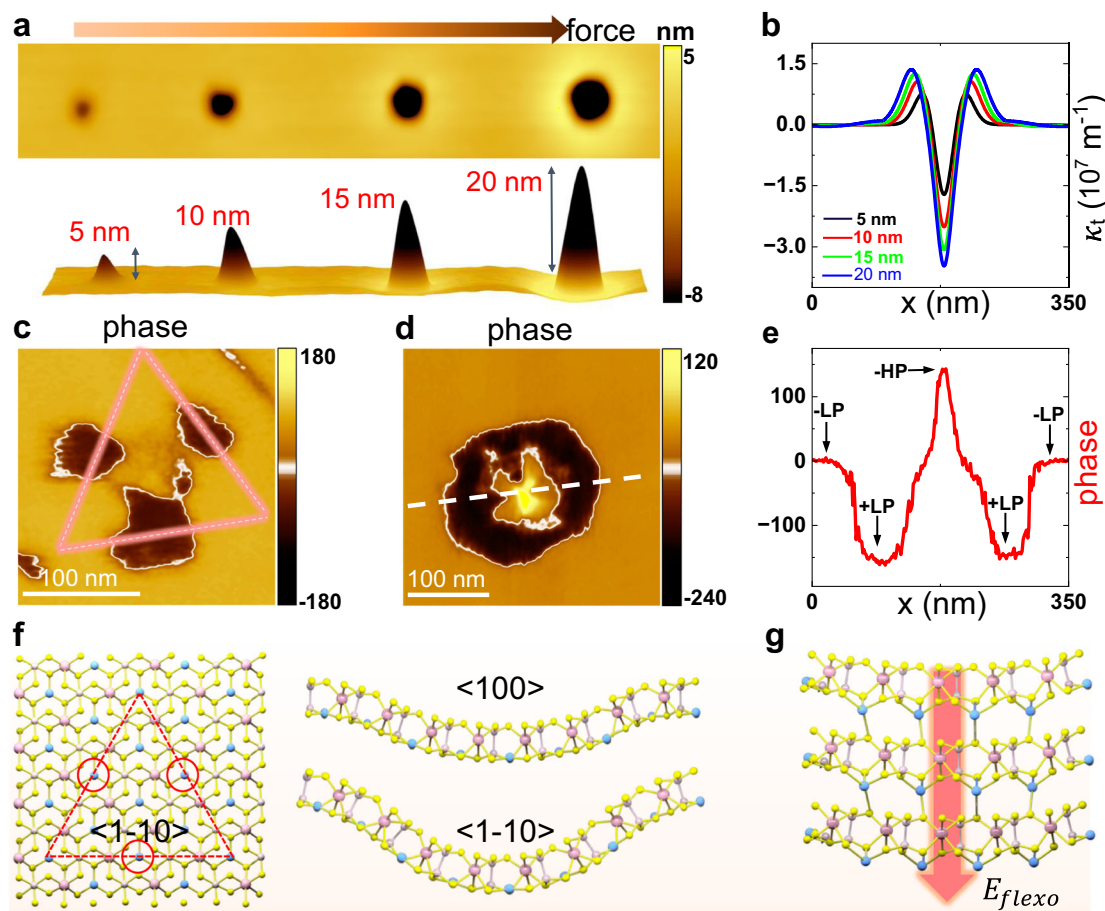 a
force
nm
5
5 nm
10 nm
15 nm
20 nm
-8
b
1.5
0.0
−1.5
−3.0
5 nm
10 nm
15 nm
20 nm
κt (10⁷ m⁻¹)
0
x (nm)
350
c
phase
180
100 nm
-180
d
phase
120
100 nm
-240
e
100
0
−100
-HP
-LP
-LP
+LP
+LP
phase
0
x (nm)
350
f
<1-10>
<100>
<1-10>
g
Eflexo